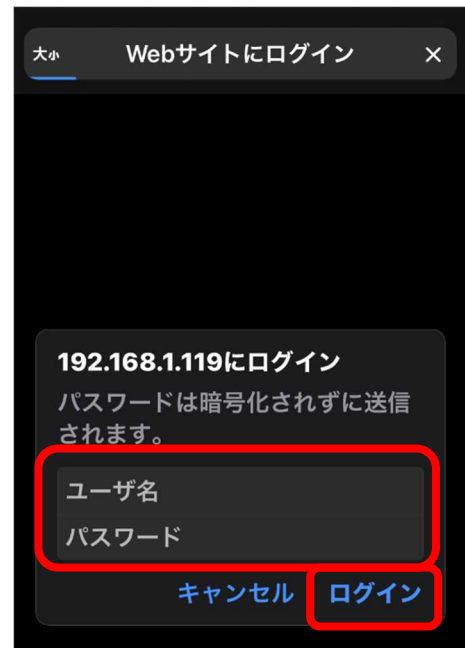 大小 Webサイトにログイン ×
192.168.1.119にログイン
パスワードは暗号化されずに送信
されます。
ユーザ名
パスワード
キャンセル ログイン